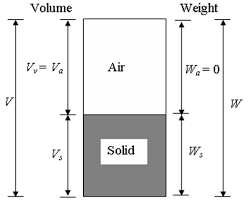 Volume Weight
Vv = Va Air Wa = 0
V W
Vs Solid Ws